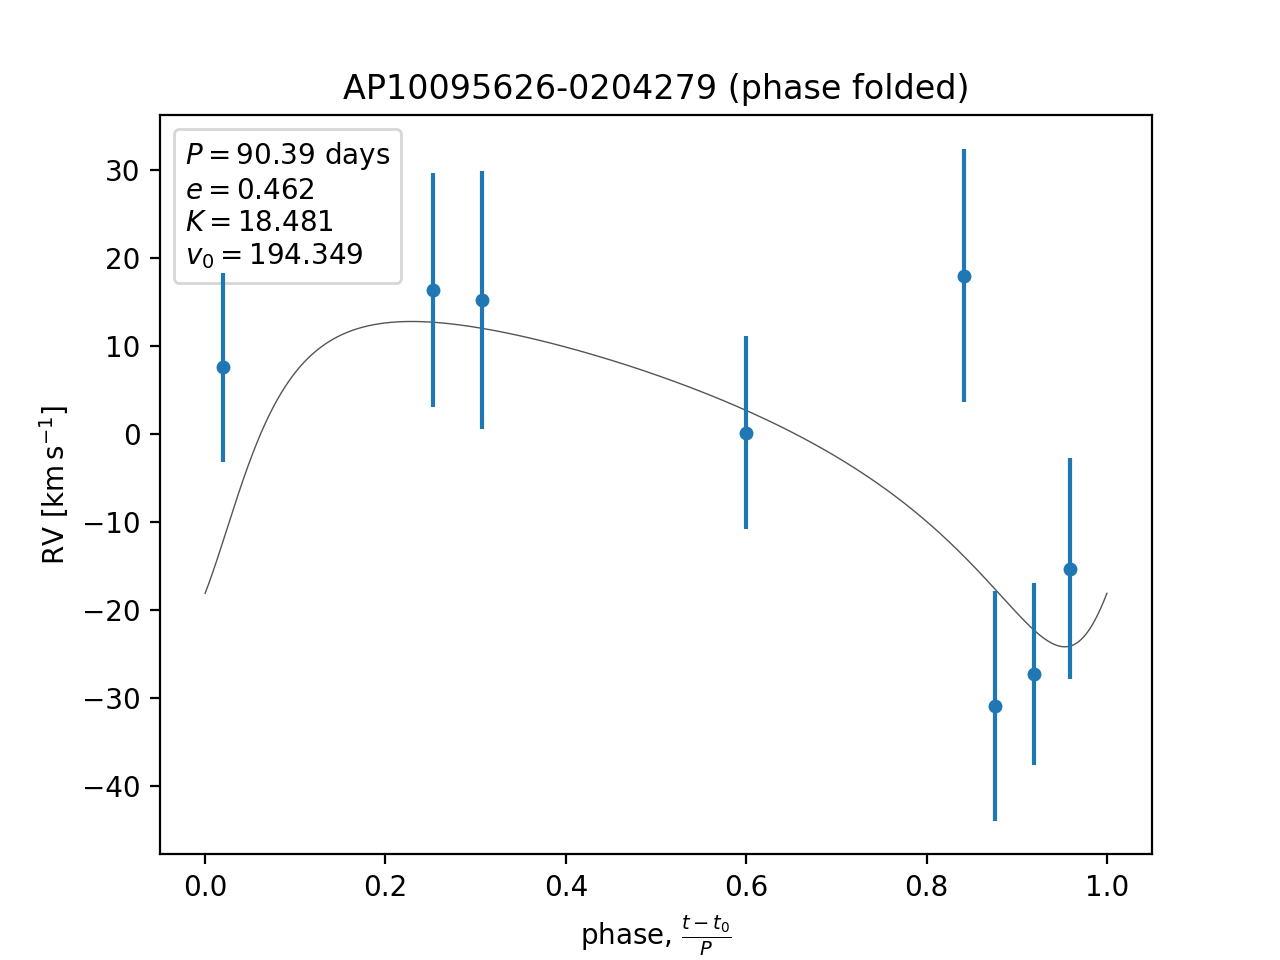 AP10095626-0204279 (phase folded)
P = 90.39 days
e = 0.462
K = 18.481
v₀ = 194.349
30
20
10
0
−10
−20
−30
−40
RV [km s⁻¹]
0.0 0.2 0.4 0.6 0.8 1.0
phase, (t − t₀)/P